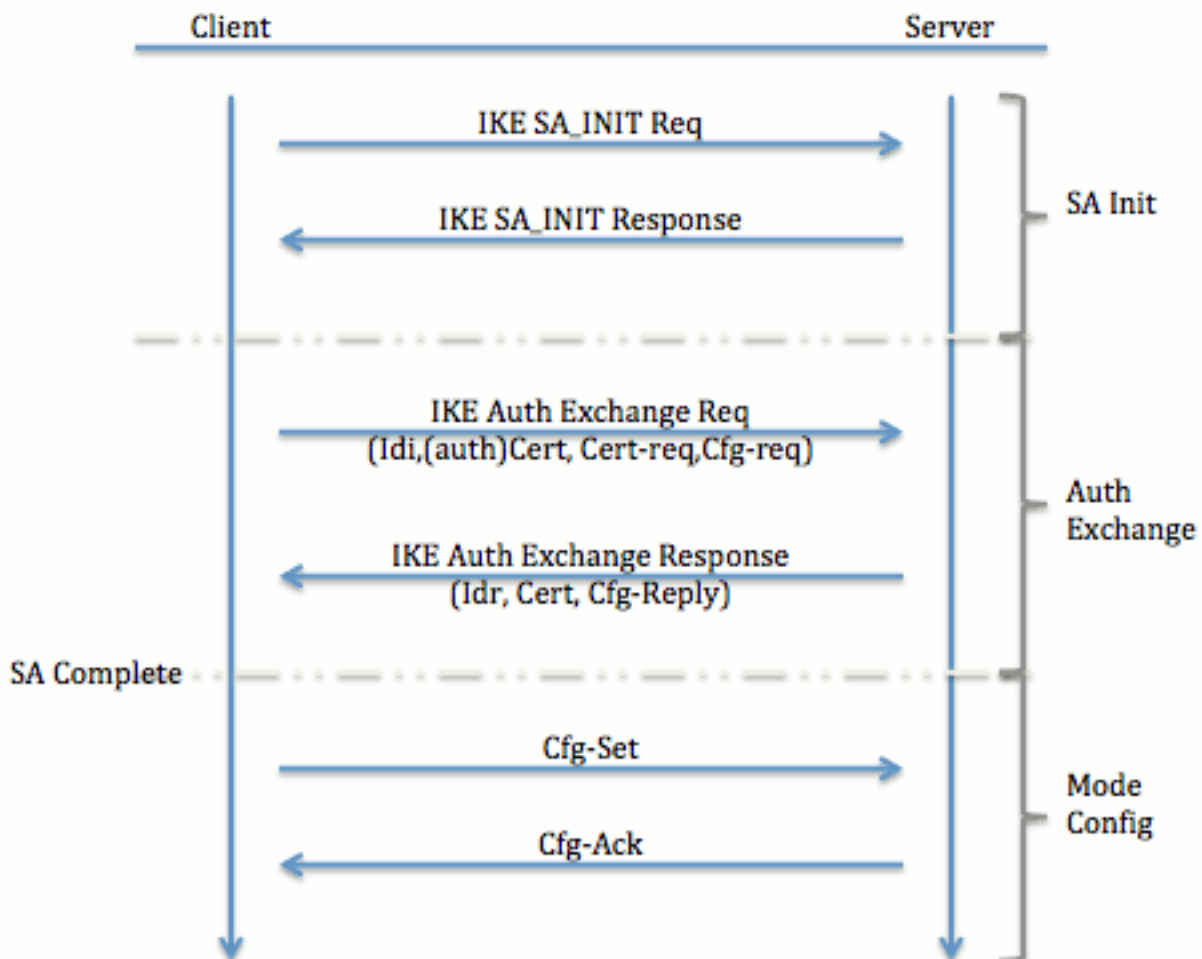 Client
Server
IKE SA_INIT Req
IKE SA_INIT Response
SA Init
IKE Auth Exchange Req
(Idi,(auth)Cert, Cert-req,Cfg-req)
Auth
Exchange
IKE Auth Exchange Response
(Idr, Cert, Cfg-Reply)
SA Complete
Cfg-Set
Mode
Config
Cfg-Ack